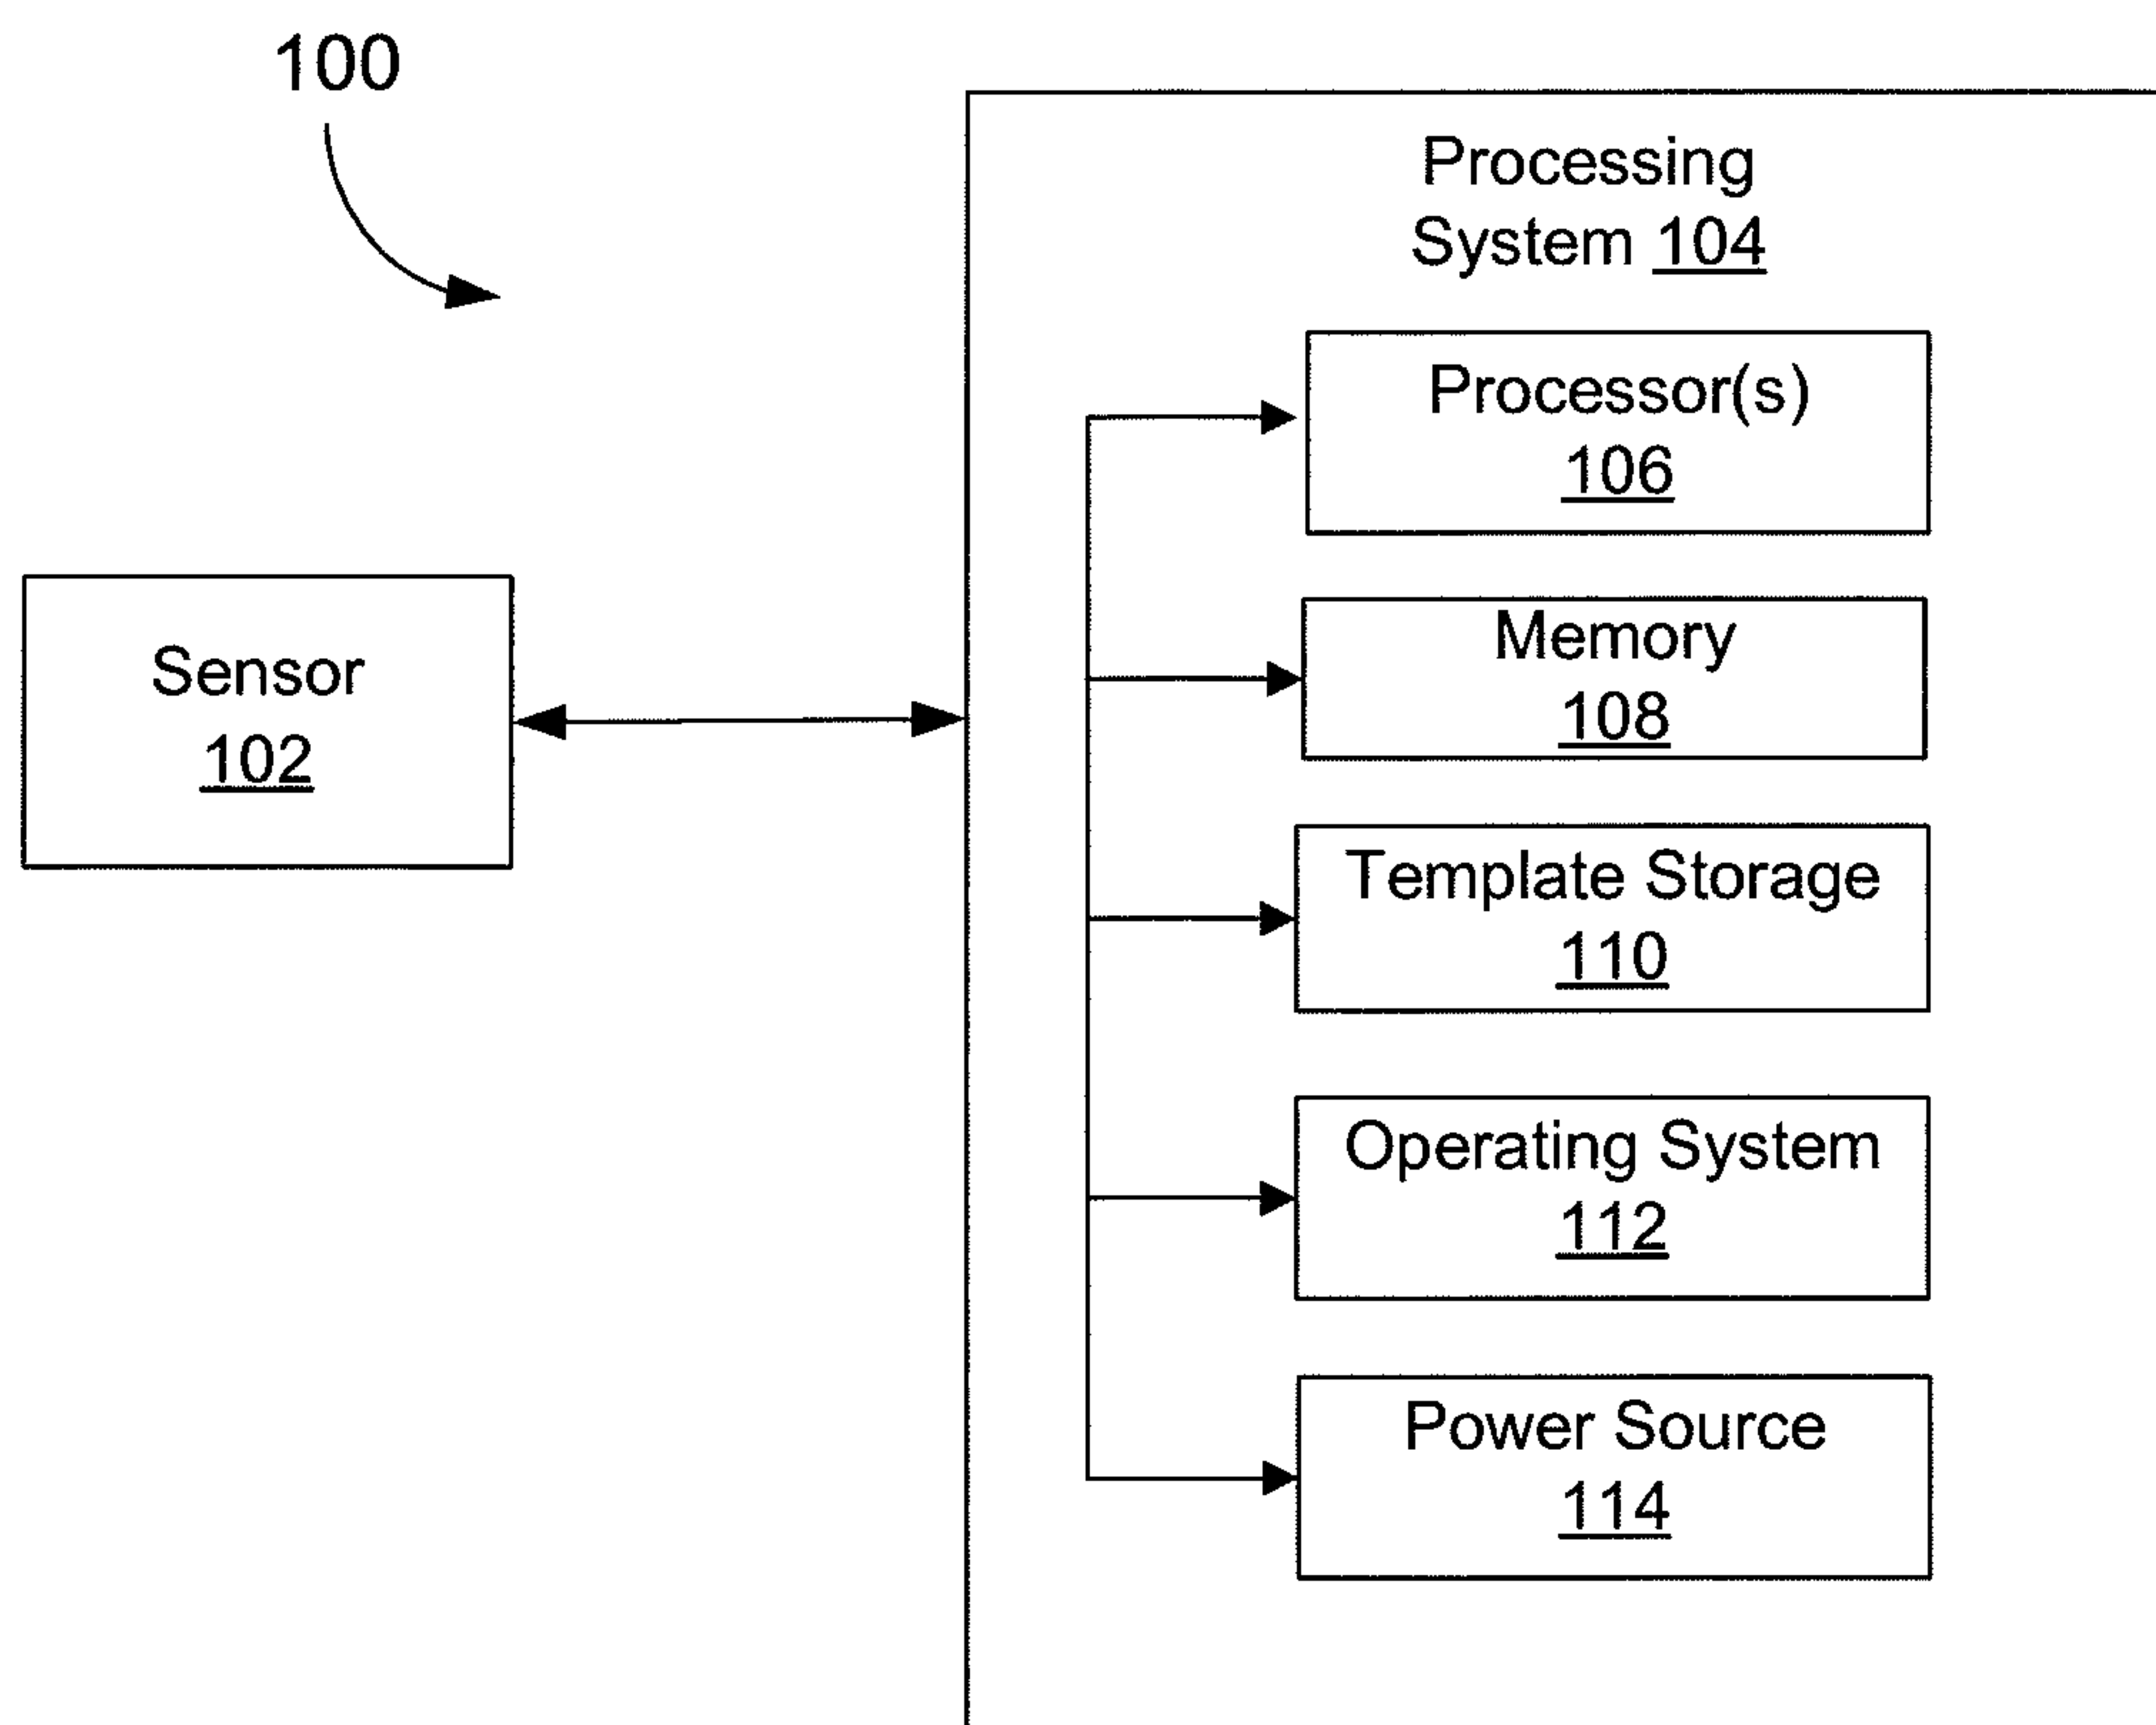 100
Processing
System 104
Processor(s)
106
Memory
108
Sensor
102
Template Storage
110
Operating System
112
Power Source
114